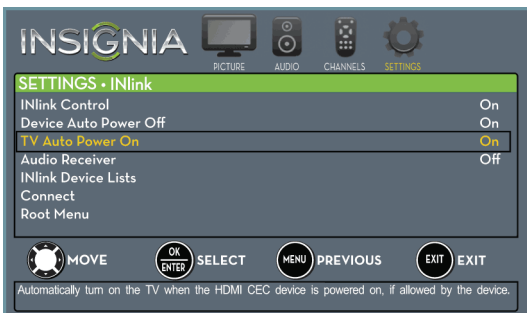 INSIGNIA
PICTURE AUDIO CHANNELS SETTINGS
SETTINGS • INlink
INlink Control On
Device Auto Power Off On
TV Auto Power On On
Audio Receiver Off
INlink Device Lists
Connect
Root Menu
MOVE OK ENTER SELECT MENU PREVIOUS EXIT EXIT
Automatically turn on the TV when the HDMI CEC device is powered on, if allowed by the device.